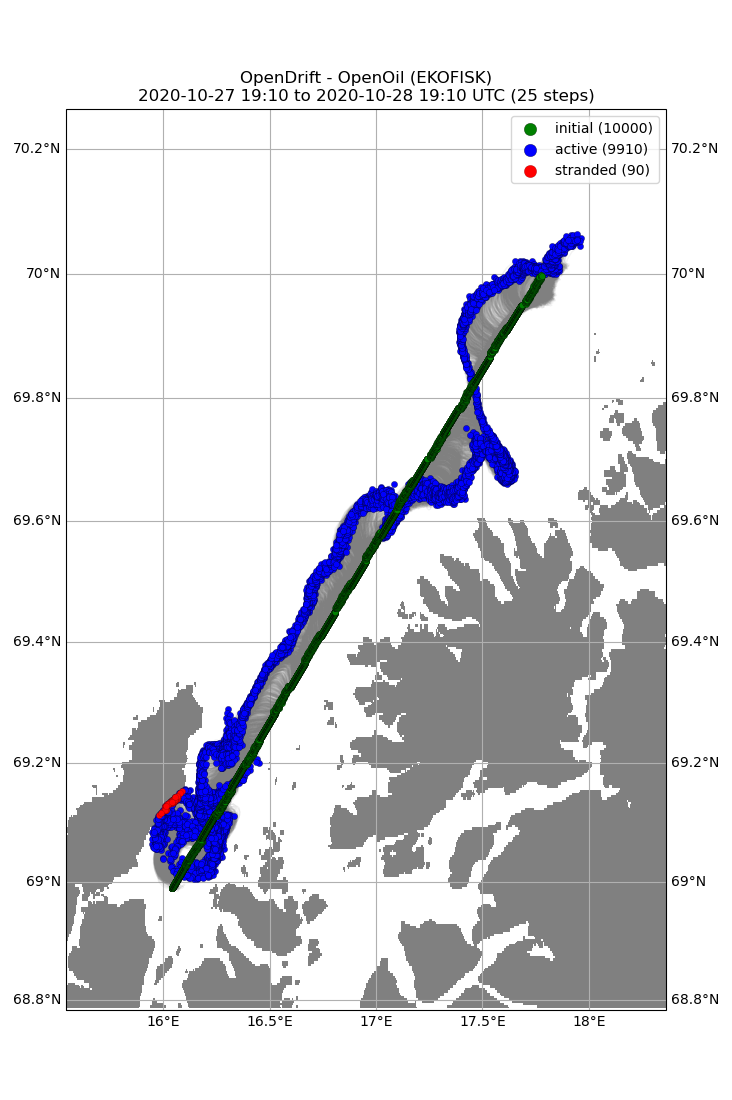 OpenDrift - OpenOil (EKOFISK)
2020-10-27 19:10 to 2020-10-28 19:10 UTC (25 steps)
initial (10000)
active (9910)
stranded (90)
70.2°N 70.2°N
70°N 70°N
69.8°N 69.8°N
69.6°N 69.6°N
69.4°N 69.4°N
69.2°N 69.2°N
69°N 69°N
68.8°N 68.8°N
16°E 16.5°E 17°E 17.5°E 18°E